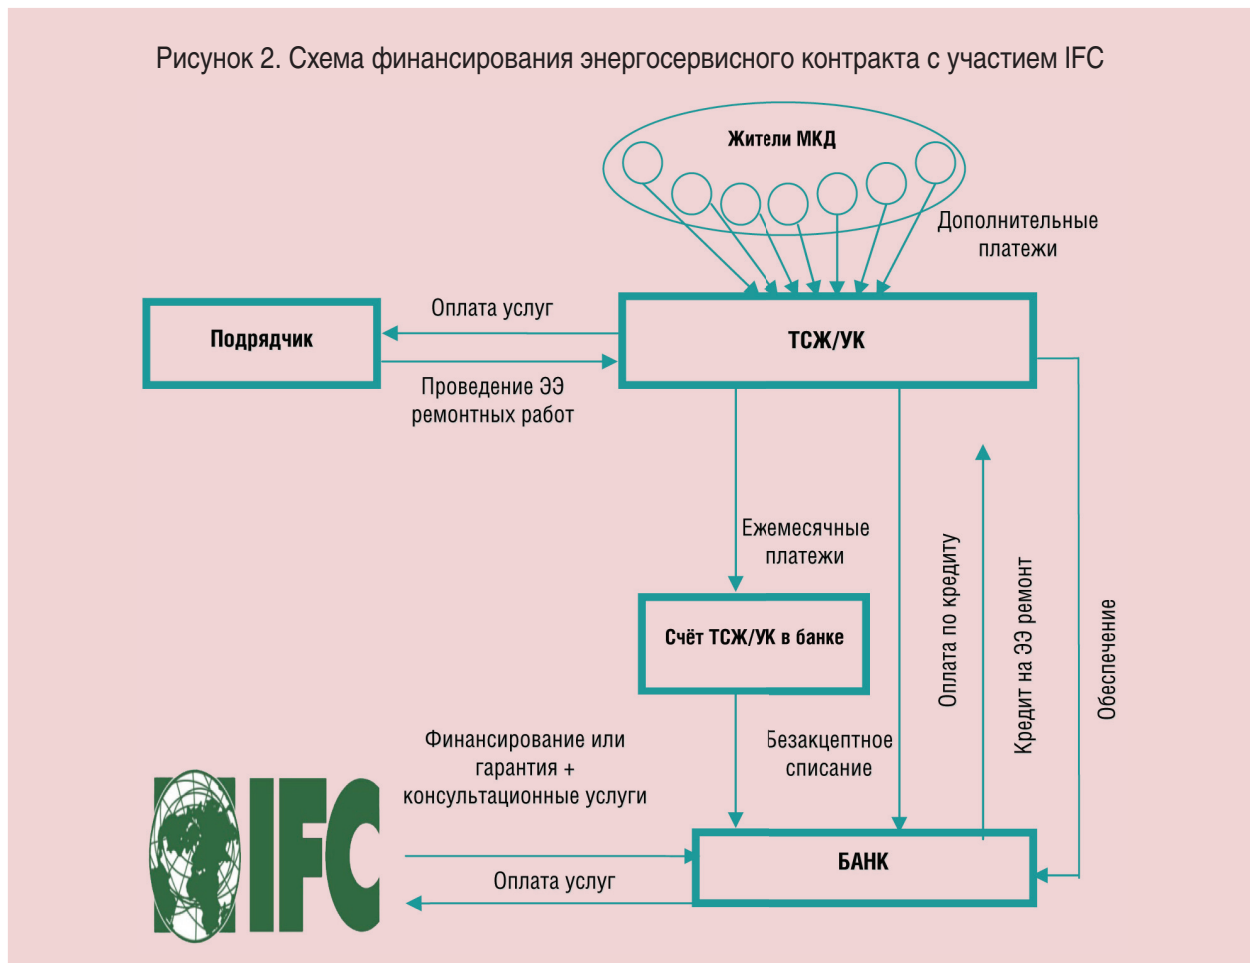 Рисунок 2. Схема финансирования энергосервисного контракта с участием IFC
Жители МКД
Дополнительные
платежи
Оплата услуг
Подрядчик
ТСЖ/УК
Проведение ЭЭ
ремонтных работ
Ежемесячные
платежи
Счёт ТСЖ/УК в банке
Оплата по кредиту
Кредит на ЭЭ ремонт
Обеспечение
Безакцептное
списание
Финансирование или
гарантия +
консультационные услуги
IFC
БАНК
Оплата услуг